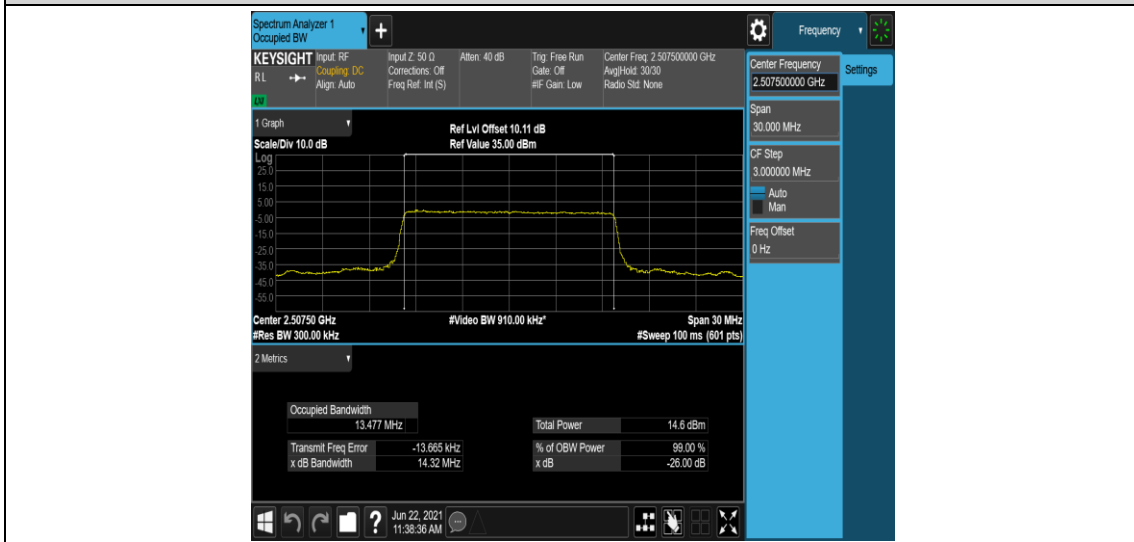 Spectrum Analyzer 1
Occupied BW
+
Frequency
KEYSIGHT
RL
LXI
Input: RF
Coupling: DC
Align: Auto
Input Z: 50 Ω
Corrections: Off
Freq Ref: Int (S)
Atten: 40 dB
Trig: Free Run
Gate: Off
#IF Gain: Low
Center Freq: 2.507500000 GHz
Avg|Hold: 30/30
Radio Std: None
Center Frequency
2.507500000 GHz
Settings
Span
30.000 MHz
CF Step
3.000000 MHz
Auto
Man
Freq Offset
0 Hz
1 Graph
Scale/Div 10.0 dB
Ref Lvl Offset 10.11 dB
Ref Value 35.00 dBm
Log
25.0
15.0
5.00
-5.00
-15.0
-25.0
-35.0
-45.0
-55.0
Center 2.50750 GHz
#Video BW 910.00 kHz*
Span 30 MHz
#Res BW 300.00 kHz
#Sweep 100 ms (601 pts)
2 Metrics
Occupied Bandwidth
13.477 MHz
Total Power 14.6 dBm
Transmit Freq Error -13.665 kHz
% of OBW Power 99.00 %
x dB Bandwidth 14.32 MHz
x dB -26.00 dB
?
Jun 22, 2021
11:38:36 AM